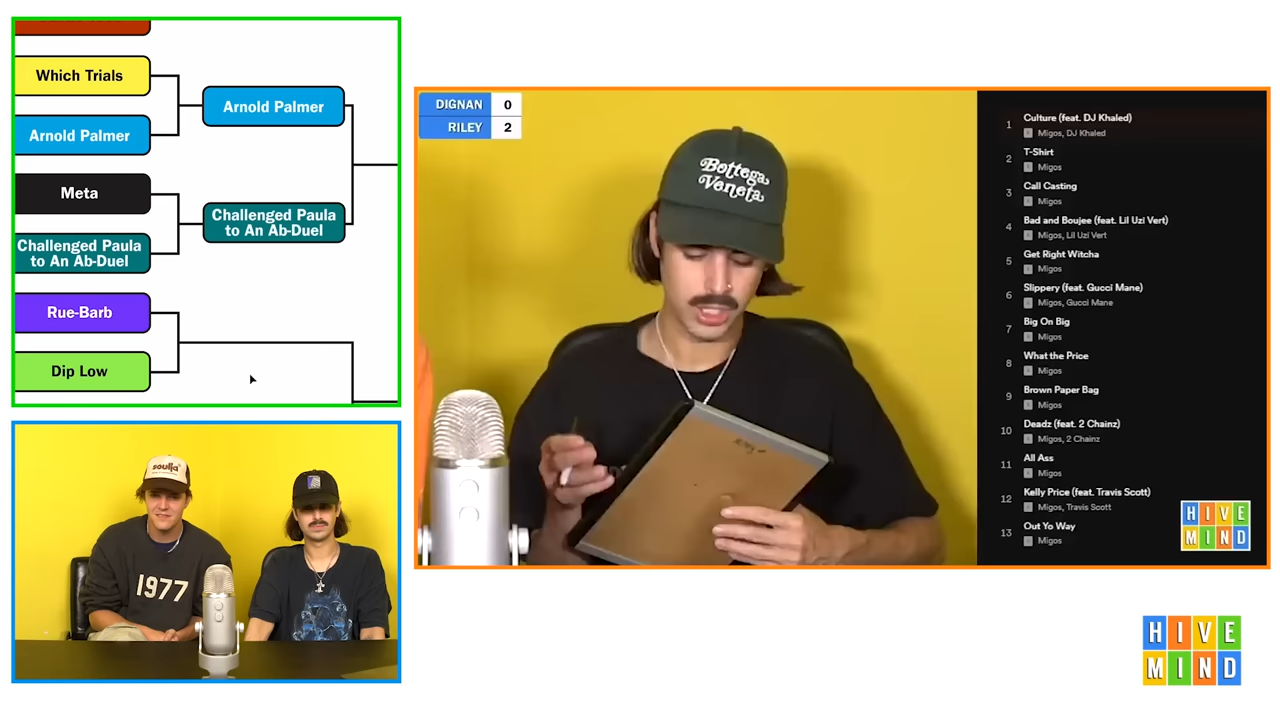 Which Trials
Arnold Palmer
Arnold Palmer
Meta
Challenged Paula
to An Ab-Duel
Challenged Paula
to An Ab-Duel
Rue-Barb
Dip Low
soulja
1977
DIGNAN 0
RILEY 2
Bottega
Veneta
1 Culture (feat. DJ Khaled)
E Migos, DJ Khaled
2 T-Shirt
E Migos
3 Call Casting
E Migos
4 Bad and Boujee (feat. Lil Uzi Vert)
E Migos, Lil Uzi Vert
5 Get Right Witcha
E Migos
6 Slippery (feat. Gucci Mane)
E Migos, Gucci Mane
7 Big On Big
E Migos
8 What the Price
E Migos
9 Brown Paper Bag
E Migos
10 Deadz (feat. 2 Chainz)
E Migos, 2 Chainz
11 All Ass
E Migos
12 Kelly Price (feat. Travis Scott)
E Migos, Travis Scott
13 Out Yo Way
E Migos
HIVE
MIND
HIVE
MIND